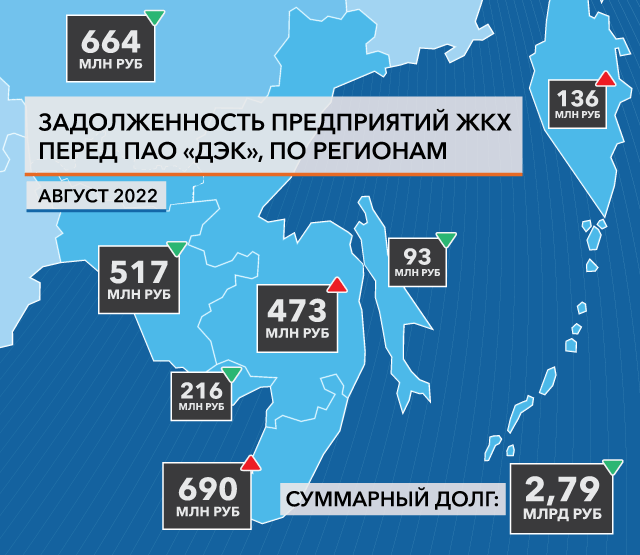 664
МЛН РУБ
136
МЛН РУБ
ЗАДОЛЖЕННОСТЬ ПРЕДПРИЯТИЙ ЖКХ
ПЕРЕД ПАО «ДЭК», ПО РЕГИОНАМ
АВГУСТ 2022
517
МЛН РУБ
93
МЛН РУБ
473
МЛН РУБ
216
МЛН РУБ
690
МЛН РУБ
СУММАРНЫЙ ДОЛГ:
2,79
МЛРД РУБ